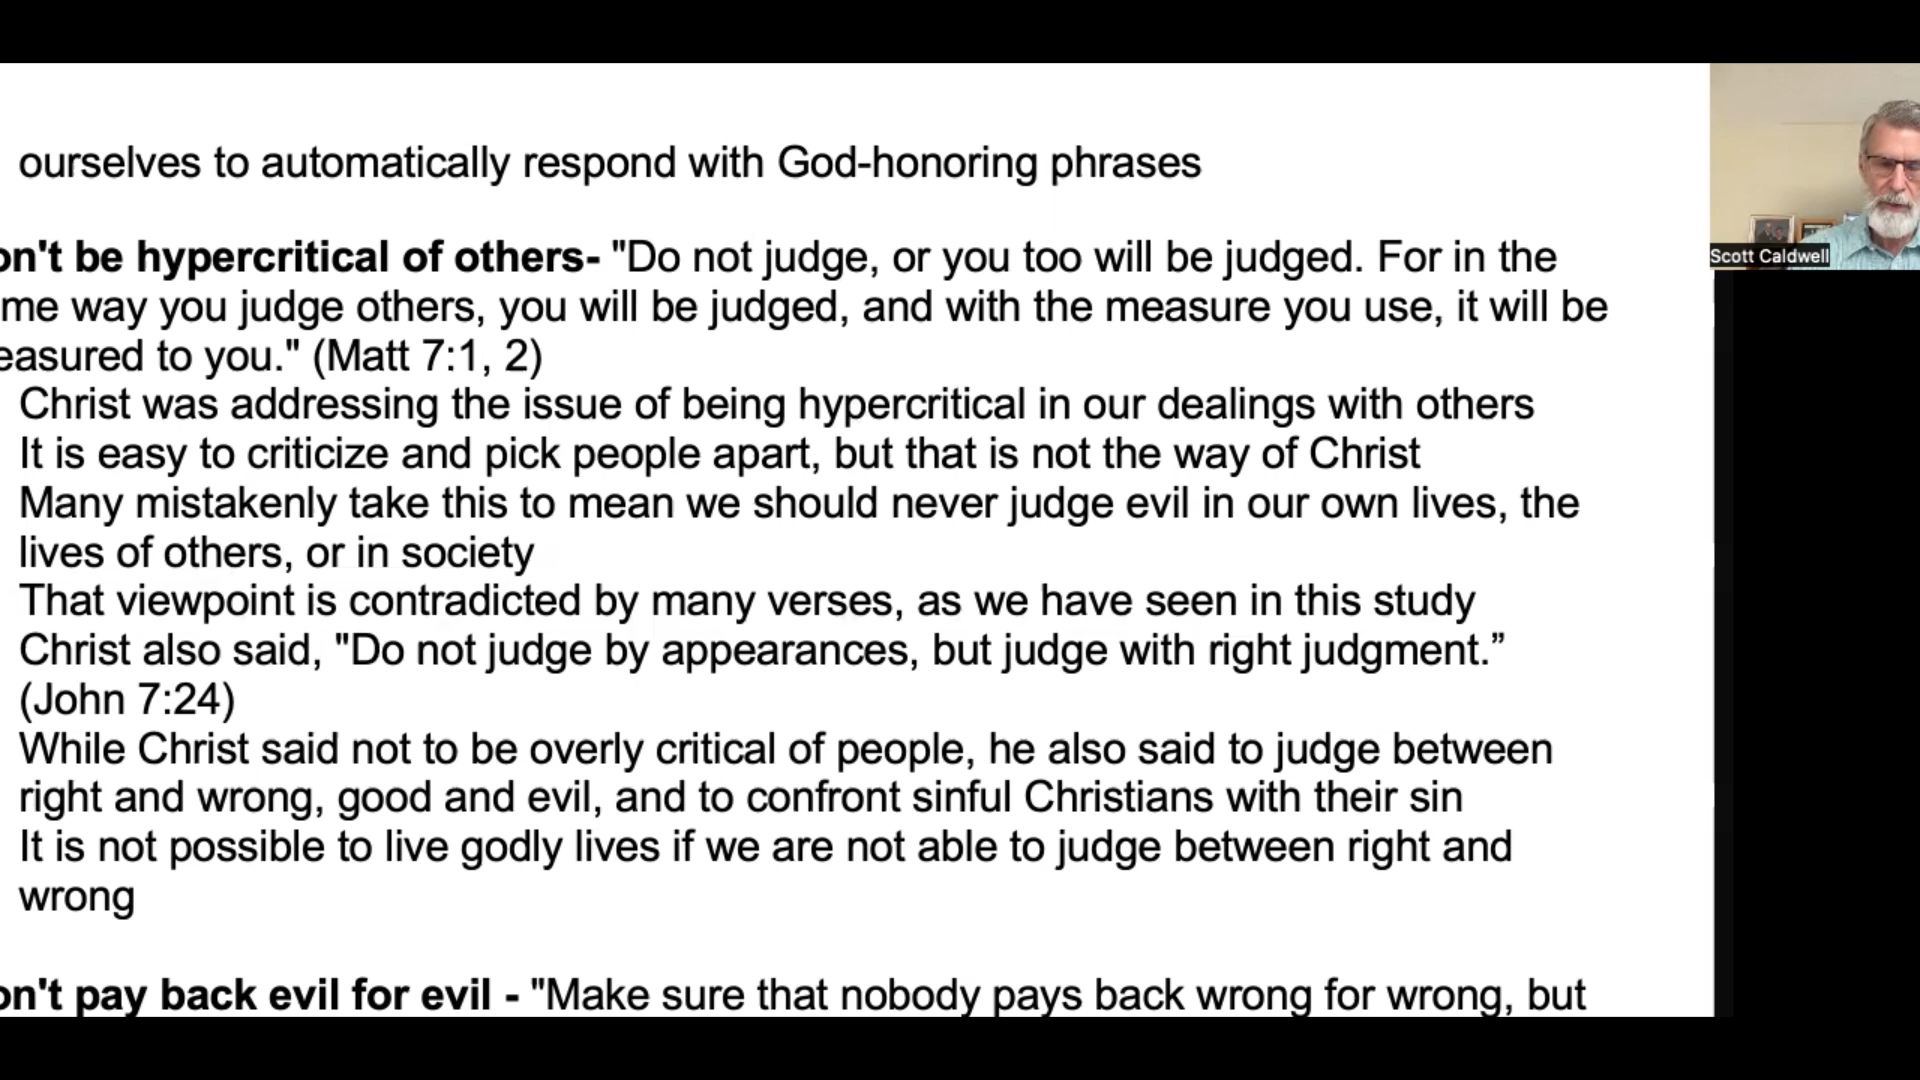 ourselves to automatically respond with God-honoring phrases
on't be hypercritical of others- "Do not judge, or you too will be judged. For in the
me way you judge others, you will be judged, and with the measure you use, it will be
easured to you." (Matt 7:1, 2)
Christ was addressing the issue of being hypercritical in our dealings with others
It is easy to criticize and pick people apart, but that is not the way of Christ
Many mistakenly take this to mean we should never judge evil in our own lives, the
lives of others, or in society
That viewpoint is contradicted by many verses, as we have seen in this study
Christ also said, "Do not judge by appearances, but judge with right judgment.”
(John 7:24)
While Christ said not to be overly critical of people, he also said to judge between
right and wrong, good and evil, and to confront sinful Christians with their sin
It is not possible to live godly lives if we are not able to judge between right and
wrong
on't pay back evil for evil - "Make sure that nobody pays back wrong for wrong, but
Scott Caldwell